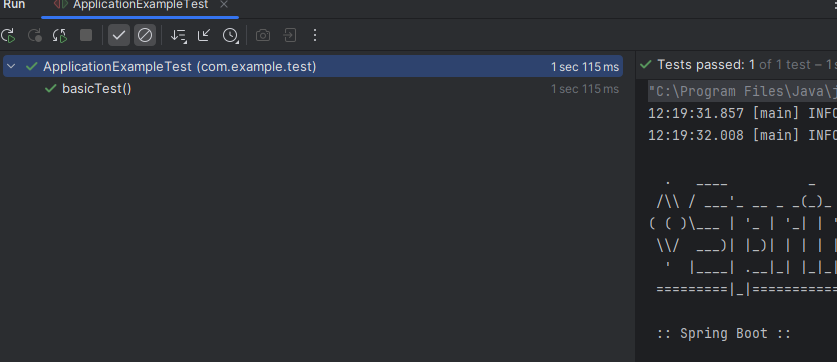 Run ApplicationExampleTest
ApplicationExampleTest (com.example.test) 1 sec 115 ms
basicTest() 1 sec 115 ms
Tests passed: 1 of 1 test – 1
"C:\Program Files\Java\j
12:19:31.857 [main] INFO
12:19:32.008 [main] INFO
  .   ____          _
 /\\ / ___'_ __ _ _(_)_
( ( )\___ | '_ | '_| | '
 \\/  ___)| |_)| | | | |
  '  |____| .__|_| |_|_|
 =========|_|============
 :: Spring Boot ::